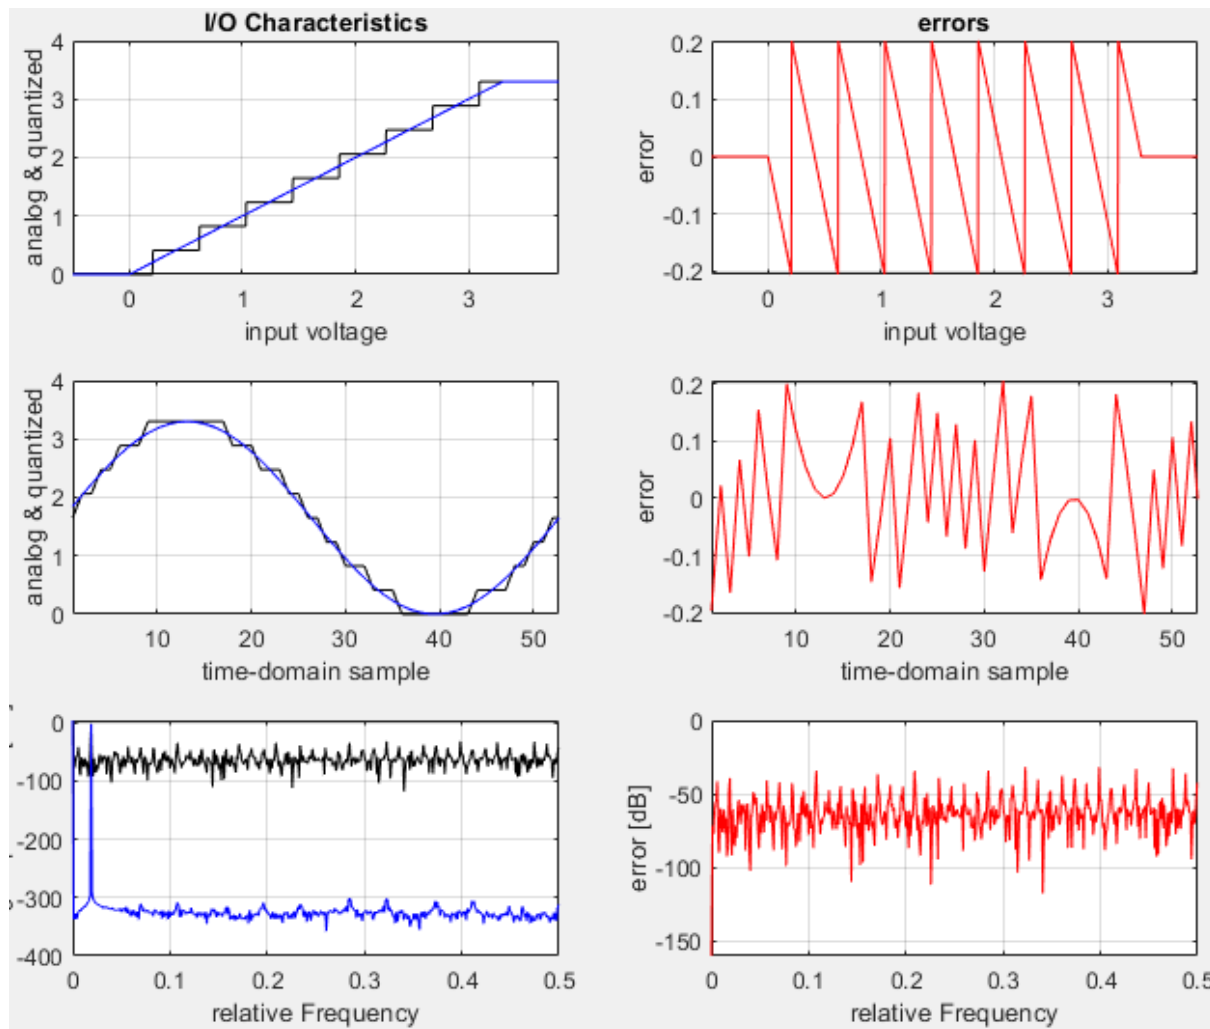 I/O Characteristics
4
3
2
1
0
analog & quantized
0 1 2 3
input voltage
errors
0.2
0.1
0
-0.1
-0.2
error
0 1 2 3
input voltage
4
3
2
1
0
analog & quantized
10 20 30 40 50
time-domain sample
0.2
0.1
0
-0.1
-0.2
error
10 20 30 40 50
time-domain sample
0
-100
-200
-300
-400
0 0.1 0.2 0.3 0.4 0.5
relative Frequency
0
-50
-100
-150
error [dB]
0 0.1 0.2 0.3 0.4 0.5
relative Frequency